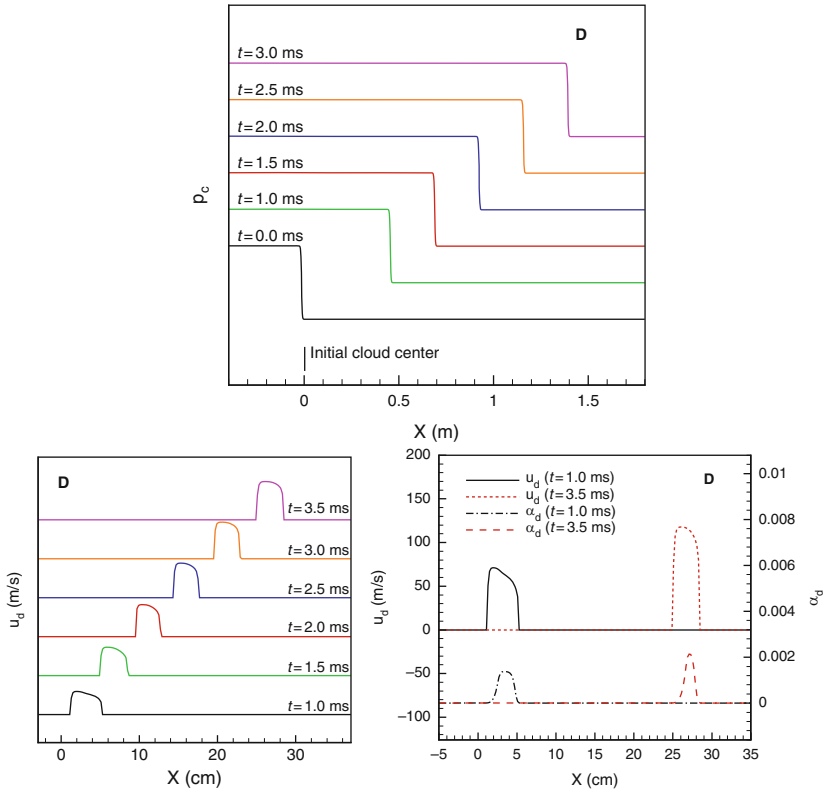 D
t=3.0 ms
t=2.5 ms
t=2.0 ms
t=1.5 ms
t=1.0 ms
t=0.0 ms
p_c
Initial cloud center
0 0.5 1 1.5
X (m)
D
t=3.5 ms
t=3.0 ms
t=2.5 ms
t=2.0 ms
t=1.5 ms
t=1.0 ms
u_d (m/s)
0 10 20 30
X (cm)
D
u_d (t=1.0 ms)
u_d (t=3.5 ms)
α_d (t=1.0 ms)
α_d (t=3.5 ms)
200
150
100
50
0
−50
−100
u_d (m/s)
0.01
0.008
0.006
0.004
0.002
0
α_d
−5 0 5 10 15 20 25 30 35
X (cm)